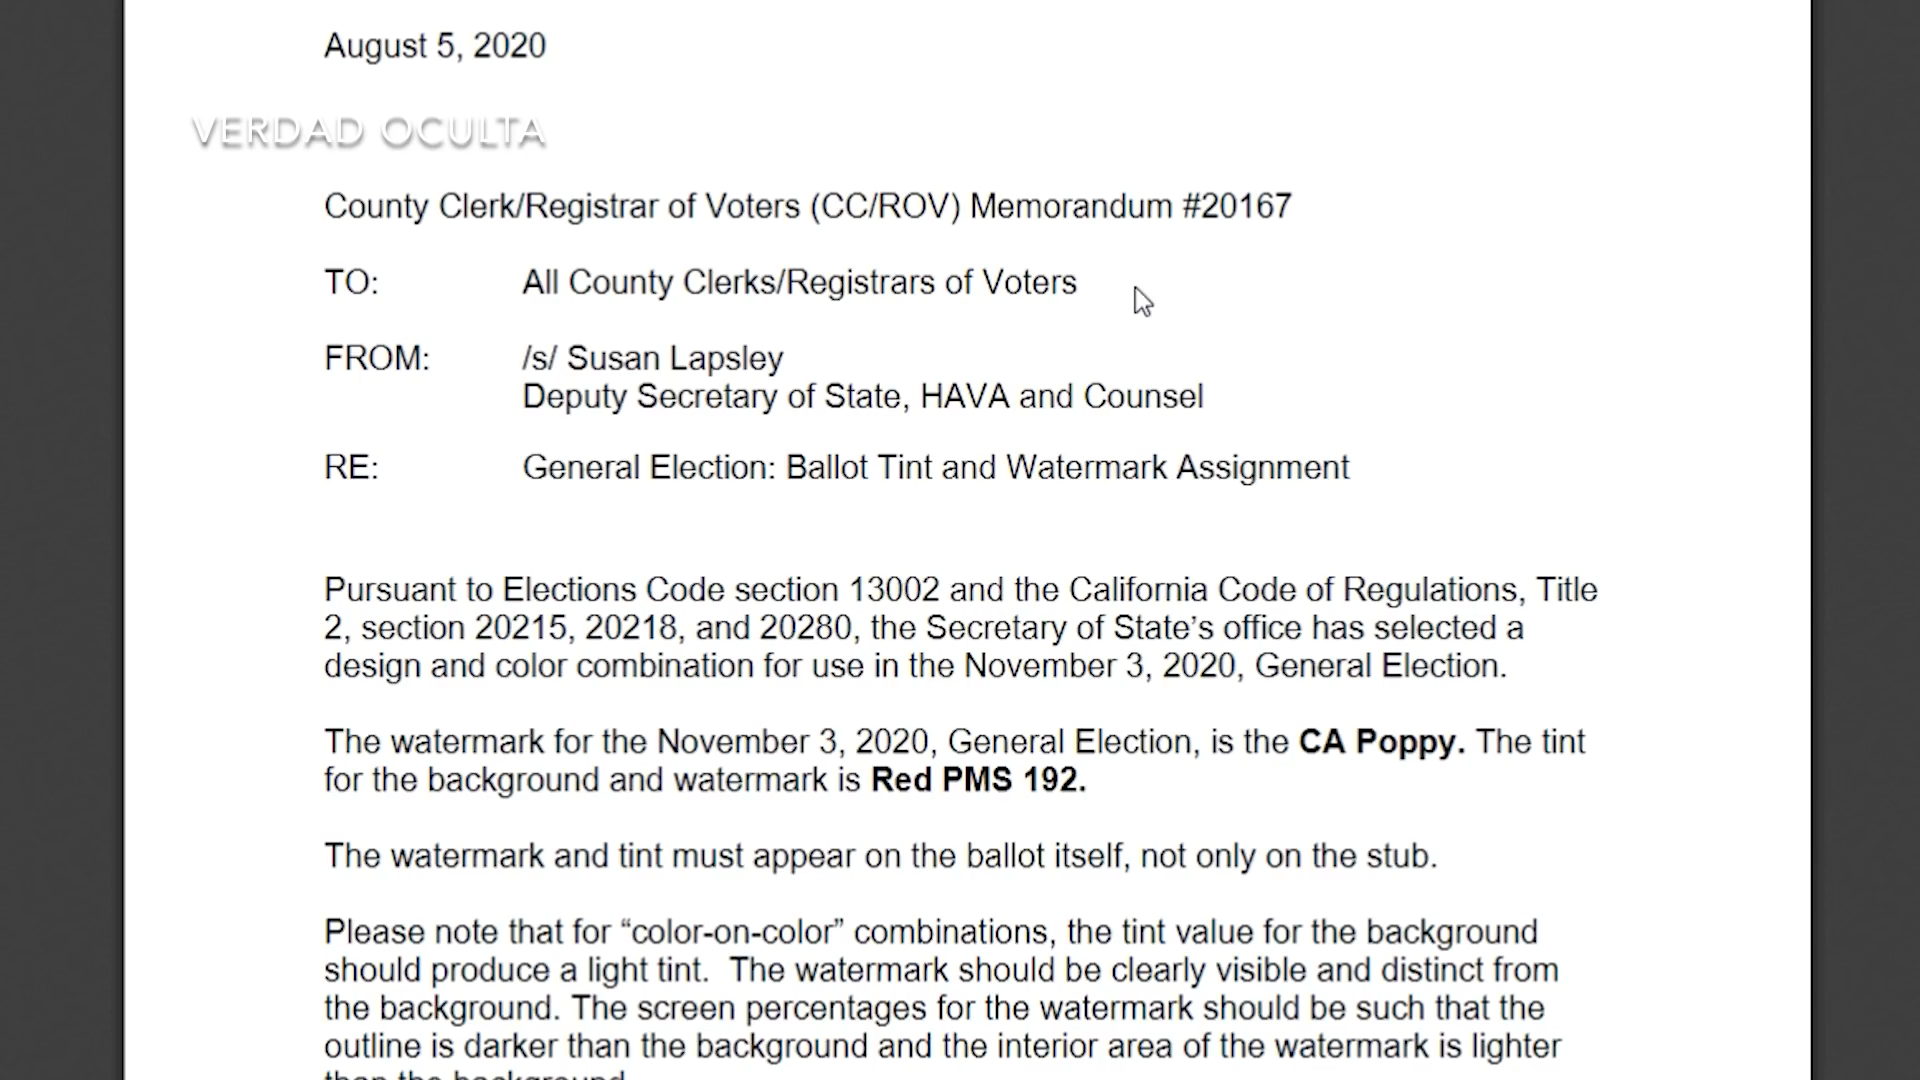 August 5, 2020
VERDAD OCULTA
County Clerk/Registrar of Voters (CC/ROV) Memorandum #20167
TO: All County Clerks/Registrars of Voters
FROM: /s/ Susan Lapsley
Deputy Secretary of State, HAVA and Counsel
RE: General Election: Ballot Tint and Watermark Assignment
Pursuant to Elections Code section 13002 and the California Code of Regulations, Title
2, section 20215, 20218, and 20280, the Secretary of State’s office has selected a
design and color combination for use in the November 3, 2020, General Election.
The watermark for the November 3, 2020, General Election, is the CA Poppy. The tint
for the background and watermark is Red PMS 192.
The watermark and tint must appear on the ballot itself, not only on the stub.
Please note that for “color-on-color” combinations, the tint value for the background
should produce a light tint.  The watermark should be clearly visible and distinct from
the background. The screen percentages for the watermark should be such that the
outline is darker than the background and the interior area of the watermark is lighter
than the background.